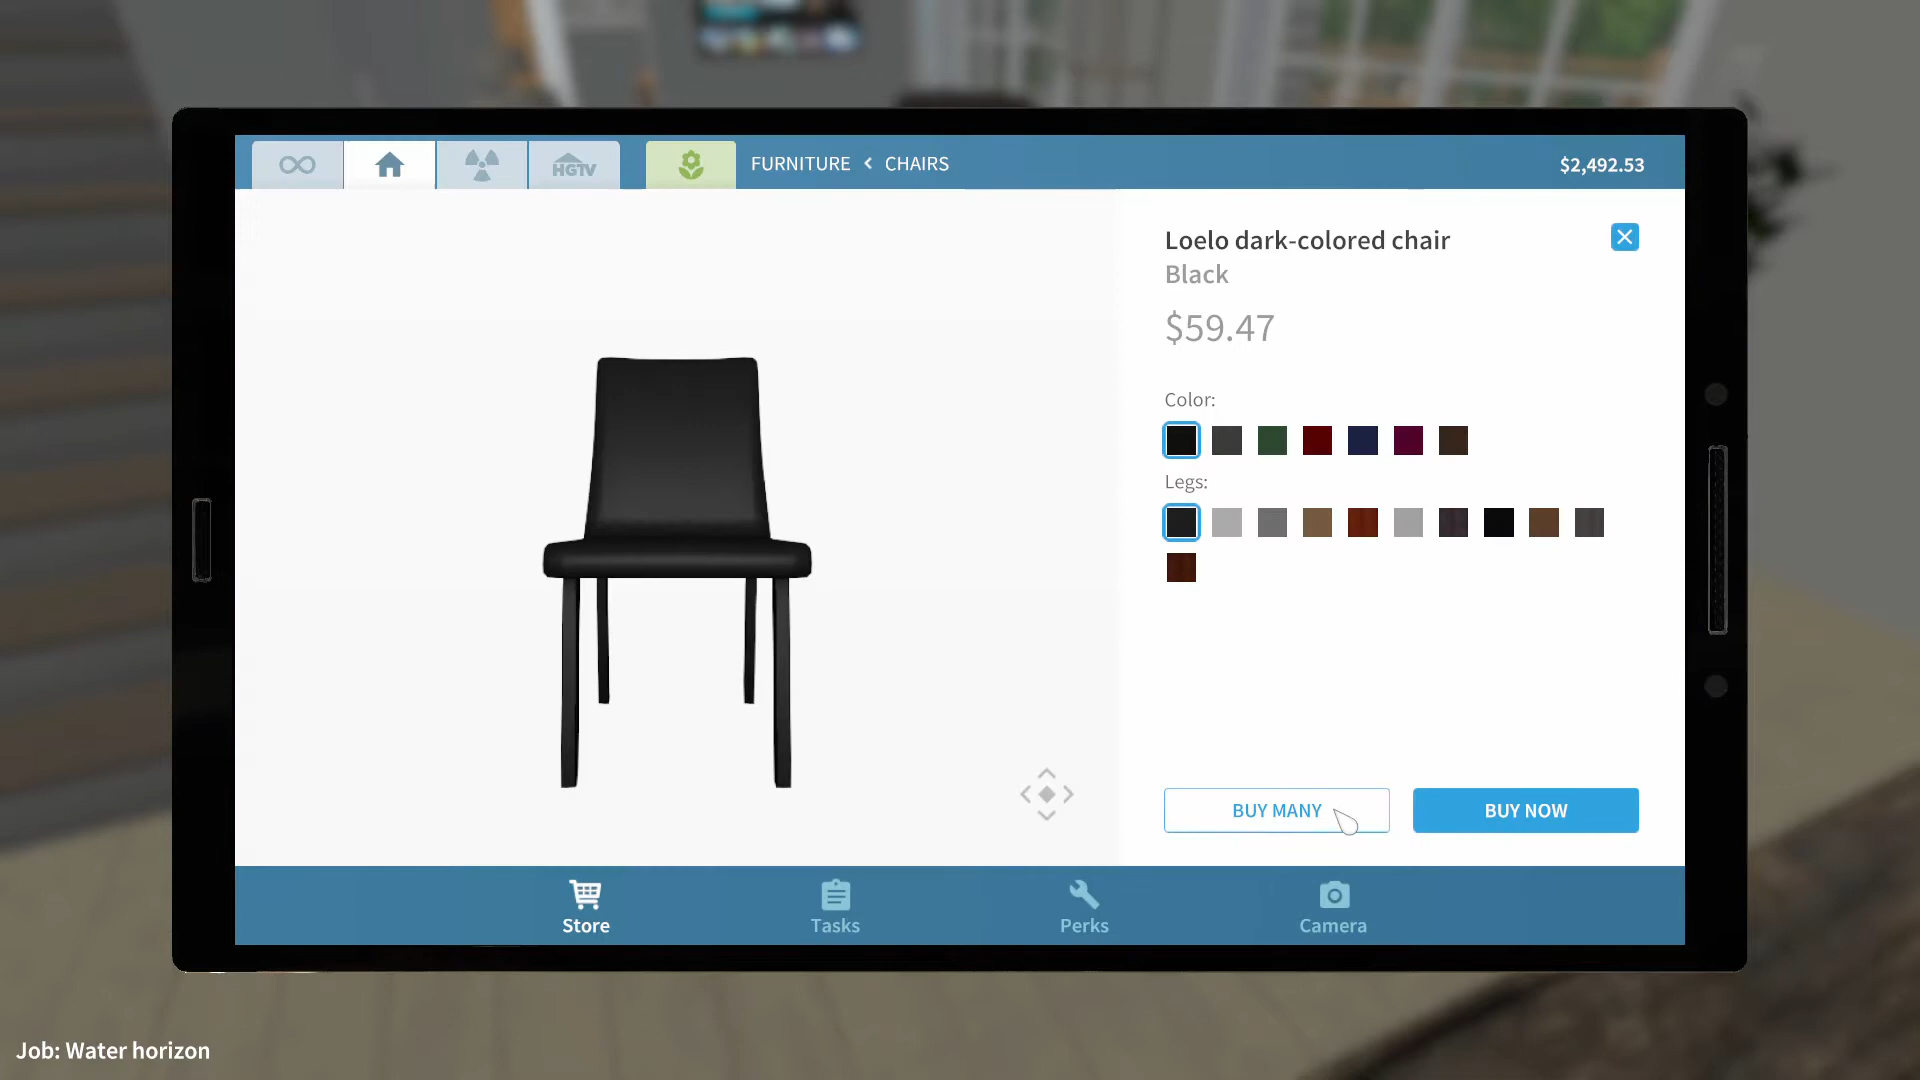 HGTV
FURNITURE < CHAIRS
$2,492.53
Loelo dark-colored chair
Black
$59.47
Color:
Legs:
BUY MANY
BUY NOW
Store
Tasks
Perks
Camera
Job: Water horizon